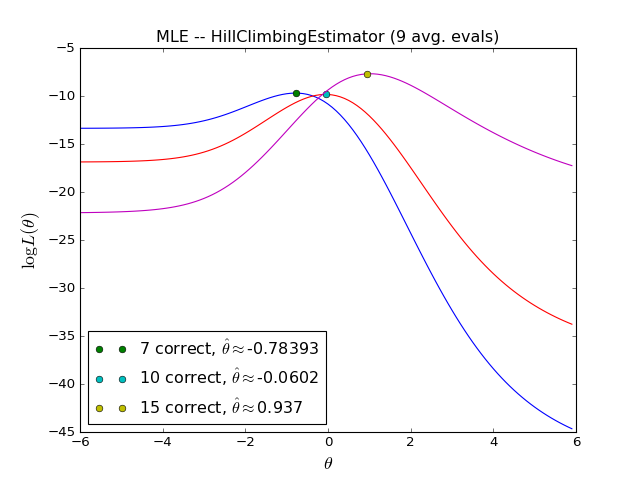 MLE -- HillClimbingEstimator (9 avg. evals)
−5
−10
−15
−20
−25
−30
−35
−40
−45
log L(θ)
7 correct, θ̂≈-0.78393
10 correct, θ̂≈-0.0602
15 correct, θ̂≈0.937
−6 −4 −2 0 2 4 6
θ